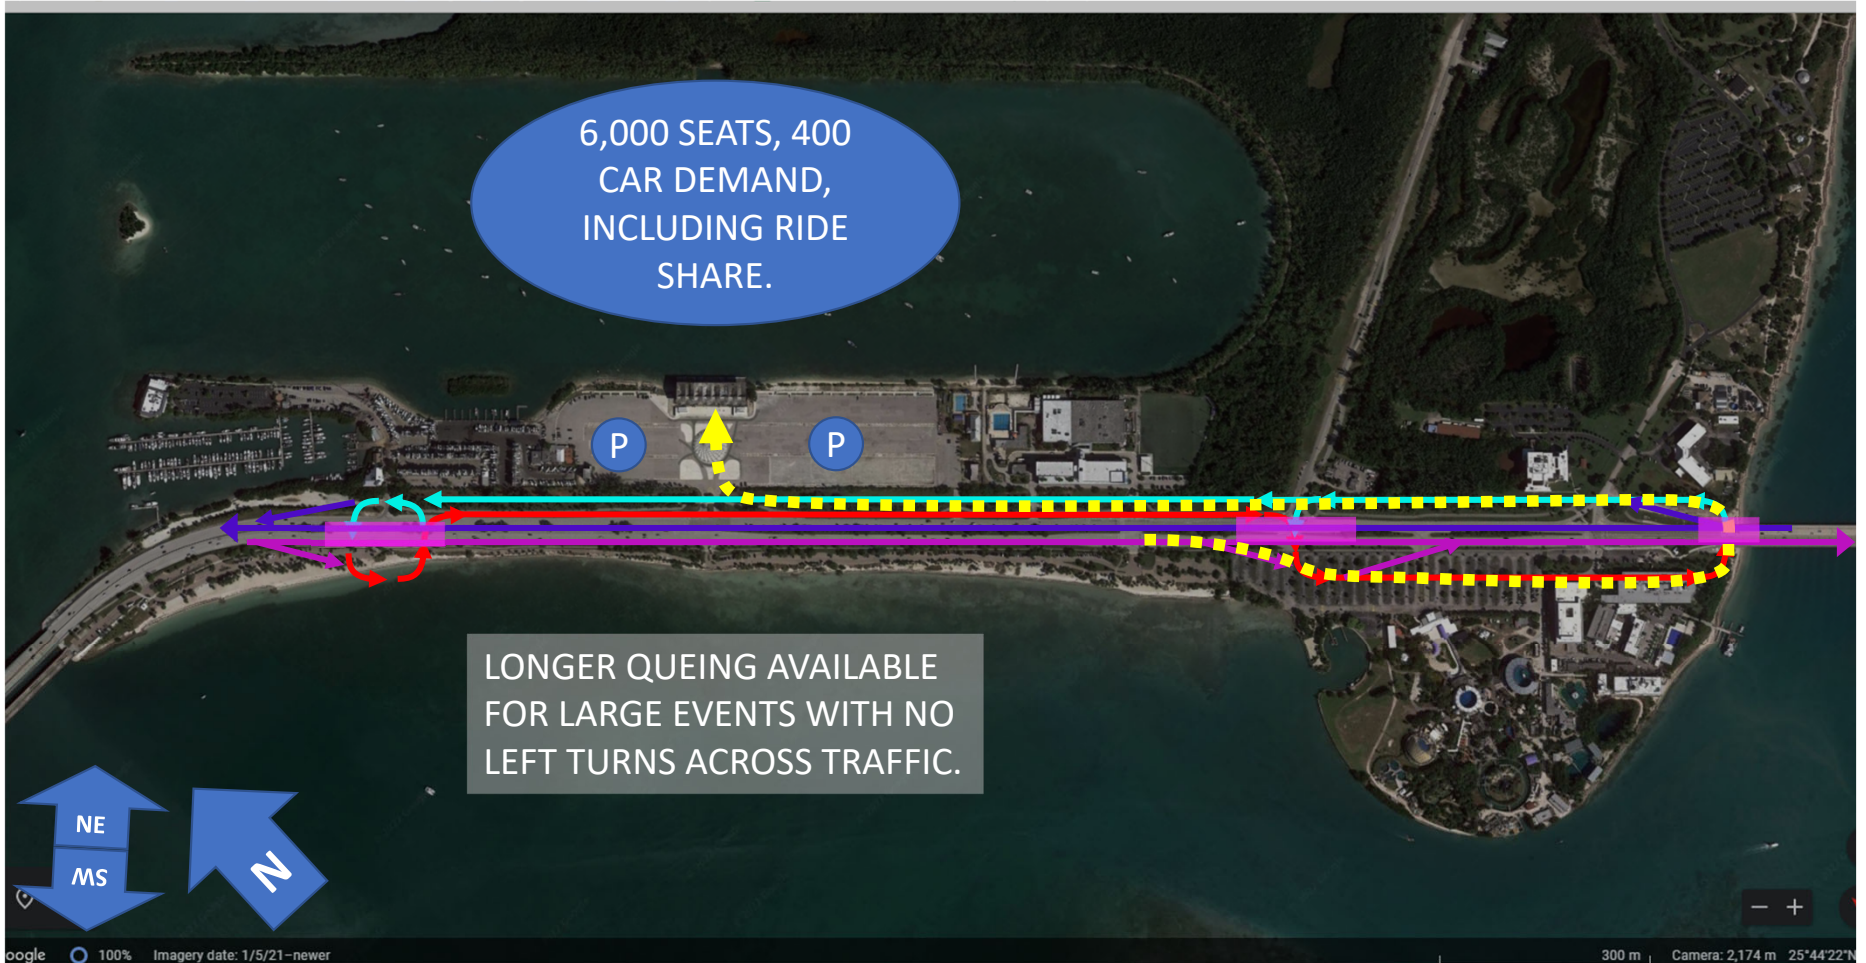 6,000 SEATS, 400
CAR DEMAND,
INCLUDING RIDE
SHARE.
P
P
LONGER QUEING AVAILABLE
FOR LARGE EVENTS WITH NO
LEFT TURNS ACROSS TRAFFIC.
NE
SW
N
oogle 100% Imagery date: 1/5/21–newer
300 m Camera: 2,174 m 25°44'22"N